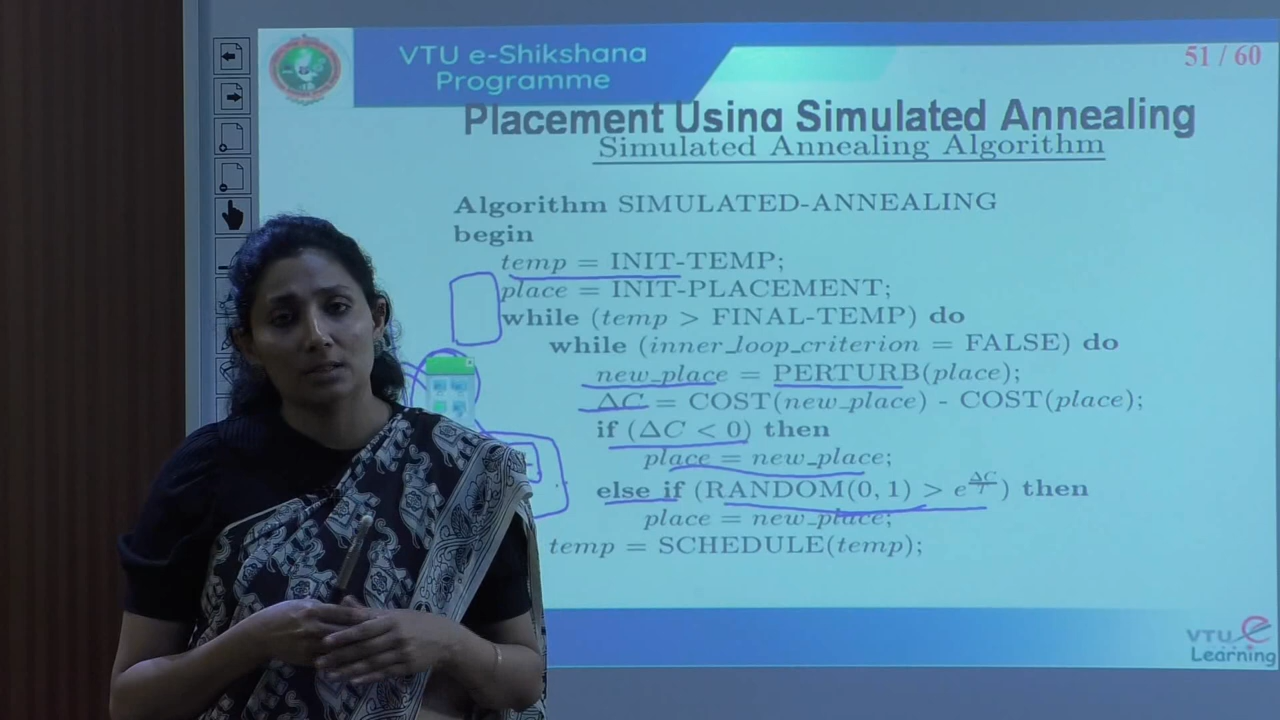 VTU e-Shikshana
Programme
51 / 60
Placement Using Simulated Annealing
Simulated Annealing Algorithm
Algorithm SIMULATED-ANNEALING
begin
temp = INIT-TEMP;
place = INIT-PLACEMENT;
while (temp > FINAL-TEMP) do
while (inner_loop_criterion = FALSE) do
new_place = PERTURB(place);
ΔC = COST(new_place) - COST(place);
if (ΔC < 0) then
place = new_place;
else if (RANDOM(0, 1) > e^{ΔC/T}) then
place = new_place;
temp = SCHEDULE(temp);
VTU e
Learning